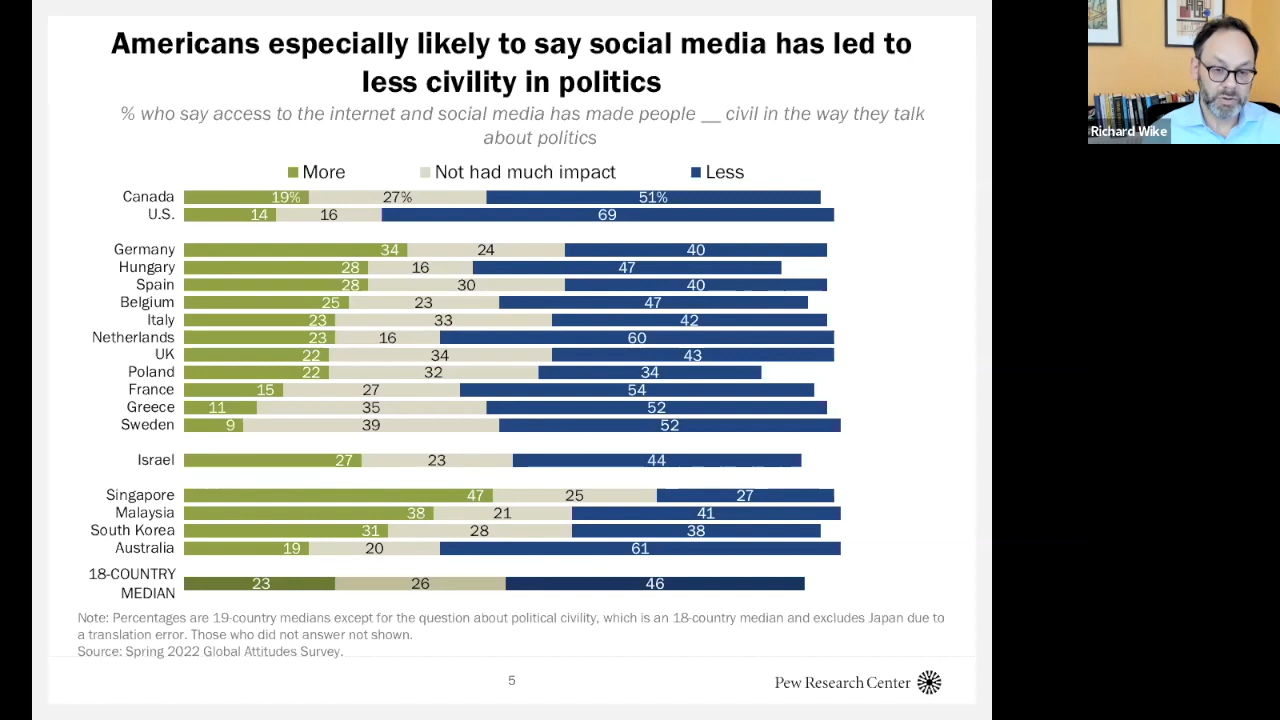 Americans especially likely to say social media has led to
less civility in politics
% who say access to the internet and social media has made people __ civil in the way they talk
about politics
More Not had much impact Less
Canada 19% 27% 51%
U.S. 14 16 69
Germany 34 24 40
Hungary 28 16 47
Spain 28 30 40
Belgium 25 23 47
Italy 23 33 42
Netherlands 23 16 60
UK 22 34 43
Poland 22 32 34
France 15 27 54
Greece 11 35 52
Sweden 9 39 52
Israel 27 23 44
Singapore 47 25 27
Malaysia 38 21 41
South Korea 31 28 38
Australia 19 20 61
18-COUNTRY
MEDIAN 23 26 46
Note: Percentages are 19-country medians except for the question about political civility, which is an 18-country median and excludes Japan due to
a translation error. Those who did not answer not shown.
Source: Spring 2022 Global Attitudes Survey.
5
Pew Research Center
Richard Wike